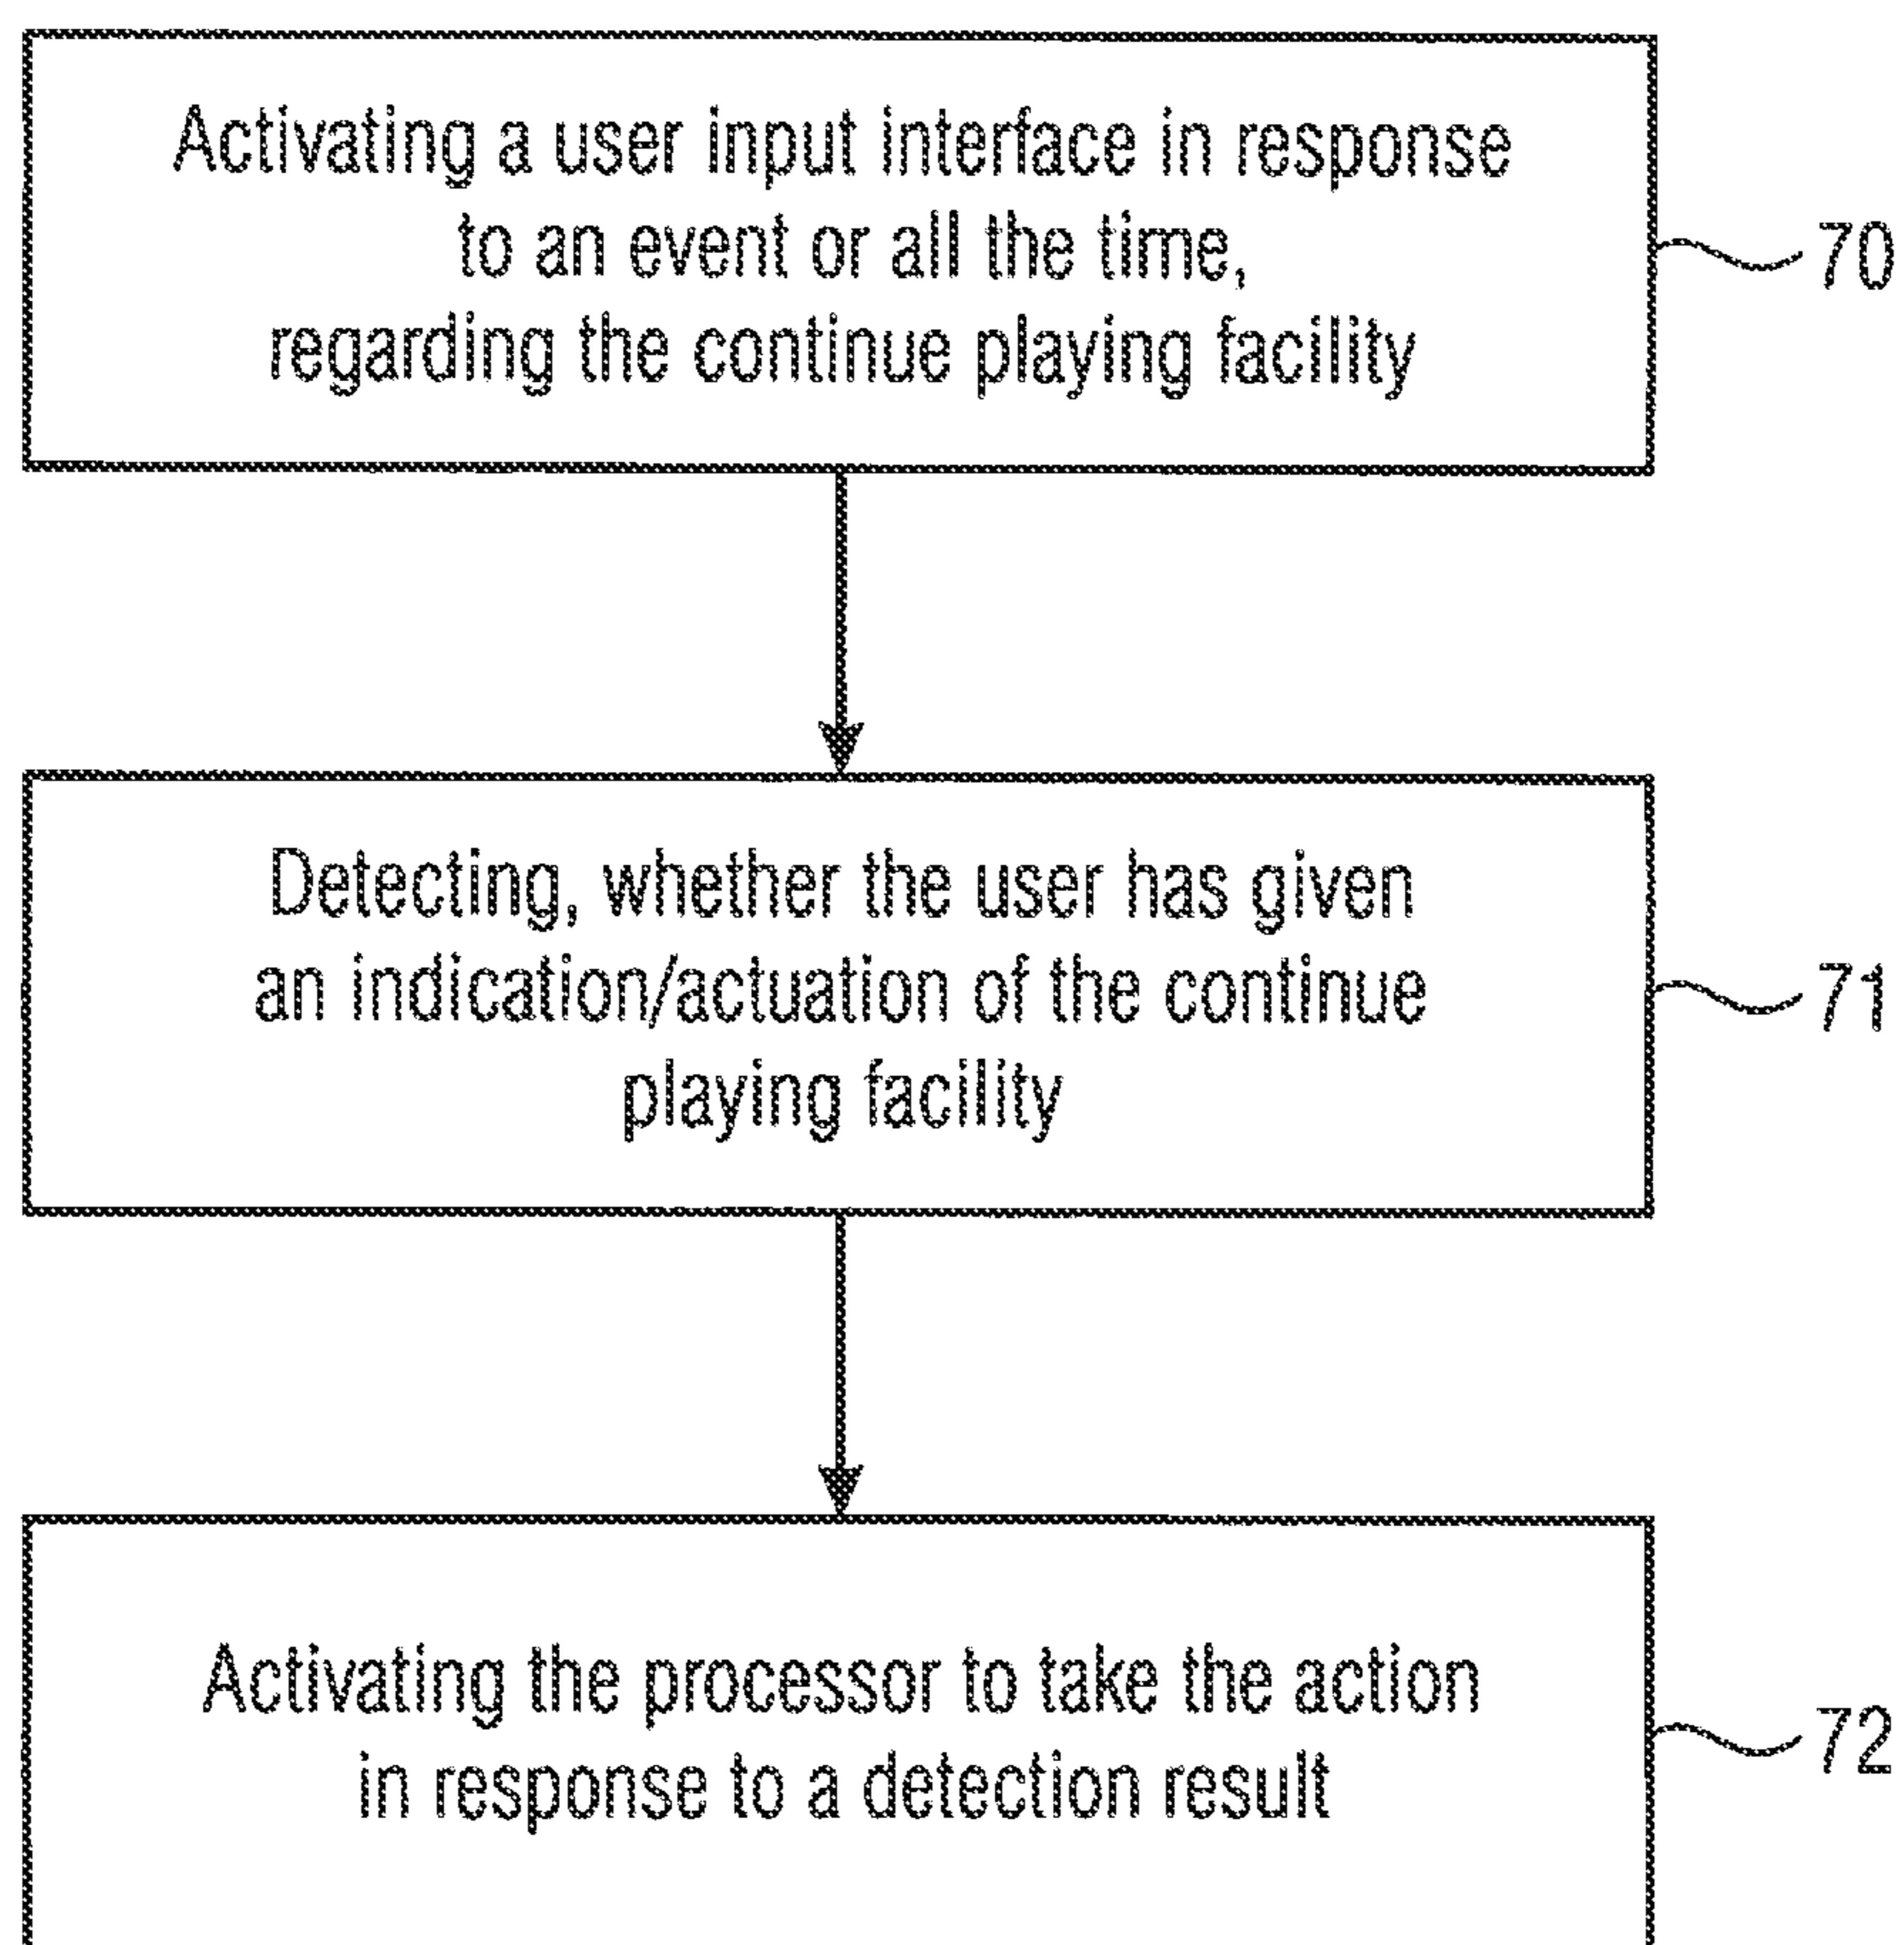 Activating a user input interface in response
to an event or all the time,
regarding the continue playing facility
70
Detecting, whether the user has given
an indication/actuation of the continue
playing facility
71
Activating the processor to take the action
in response to a detection result
72